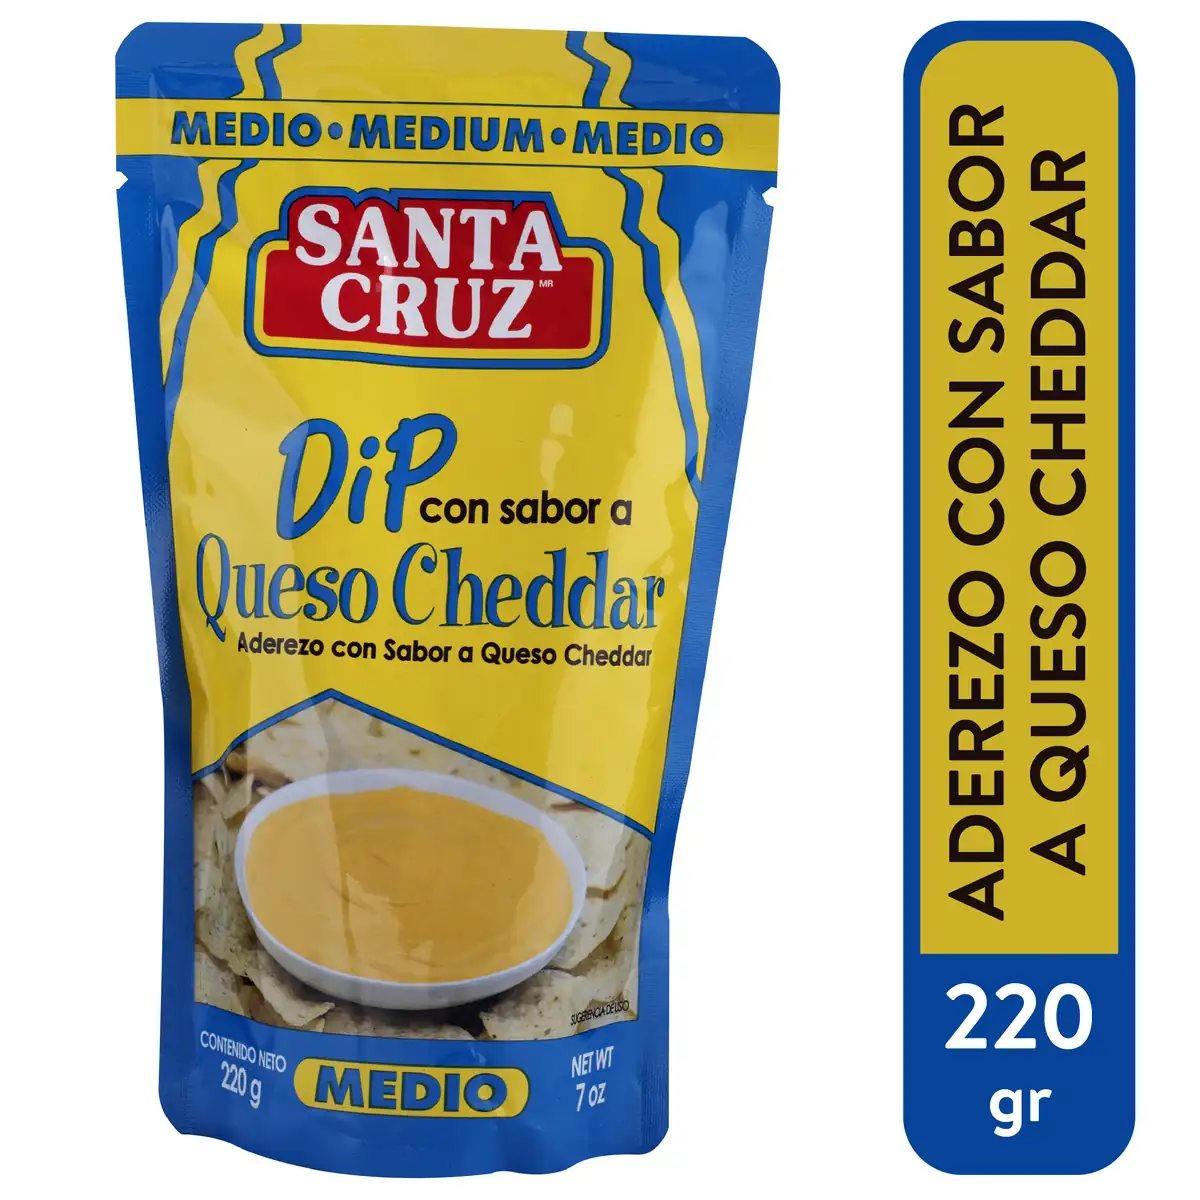 MEDIO • MEDIUM • MEDIO
SANTA
CRUZ MR
Dip con sabor a
Queso Cheddar
Aderezo con Sabor a Queso Cheddar
SUGERENCIA DE USO
CONTENIDO NETO
220 g
MEDIO
NET WT
7 OZ
ADEREZO CON SABOR
A QUESO CHEDDAR
220
gr